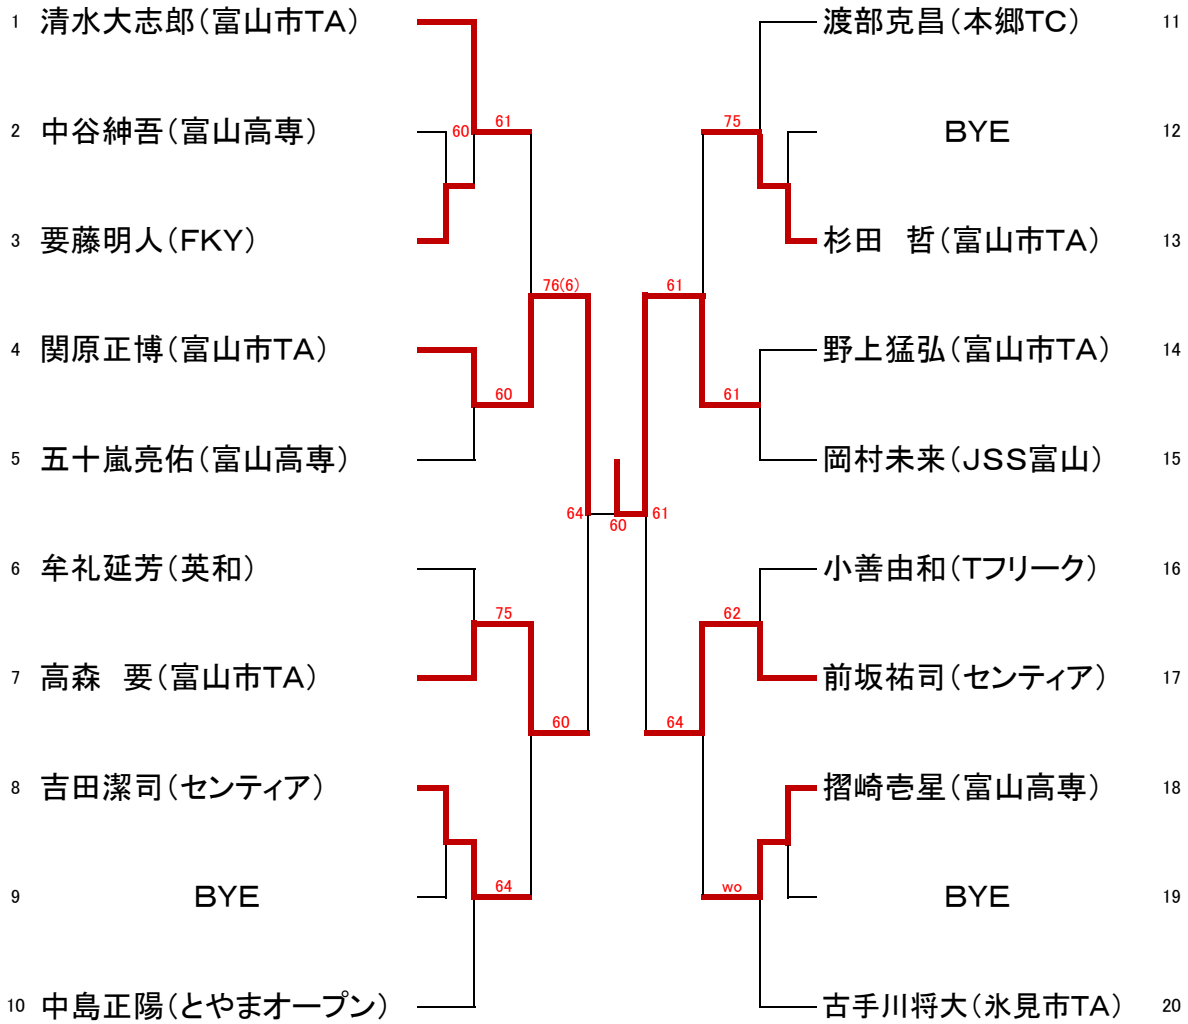 1 清水大志郎(富山市TA)
61
60
2 中谷紳吾(富山高専)
3 要藤明人(FKY)
76(6)
4 関原正博(富山市TA)
60
5 五十嵐亮佑(富山高専)
64
6 牟礼延芳(英和)
75
7 高森 要(富山市TA)
60
8 吉田潔司(センティア)
64
9 BYE
10 中島正陽(とやまオープン)
60
渡部克昌(本郷TC) 11
75
BYE 12
杉田 哲(富山市TA) 13
61
野上猛弘(富山市TA) 14
61
岡村未来(JSS富山) 15
61
小善由和(Tフリーク) 16
62
前坂祐司(センティア) 17
64
摺崎壱星(富山高専) 18
wo
BYE 19
古手川将大(氷見市TA) 20